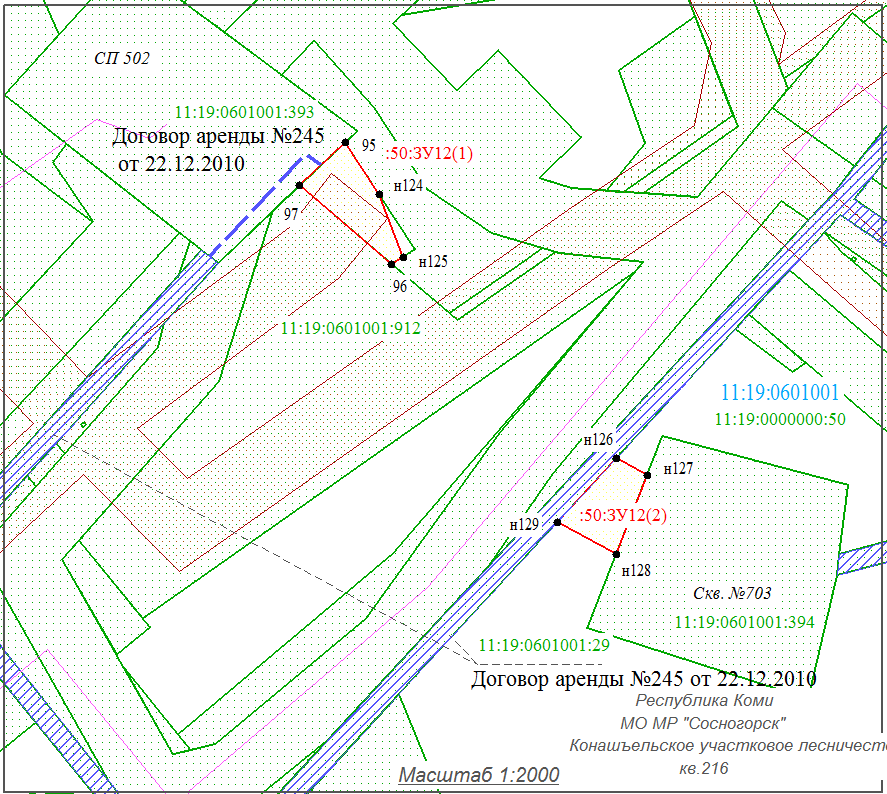 СП 502
11:19:0601001:393
Договор аренды №245
от 22.12.2010
95
:50:ЗУ12(1)
н124
97
н125
96
11:19:0601001:912
11:19:0601001
11:19:0000000:50
н126
н127
:50:ЗУ12(2)
н129
н128
Скв. №703
11:19:0601001:394
11:19:0601001:29
Договор аренды №245 от 22.12.2010
Республика Коми
МО МР "Сосногорск"
Конашъельское участковое лесничест
кв.216
Масштаб 1:2000